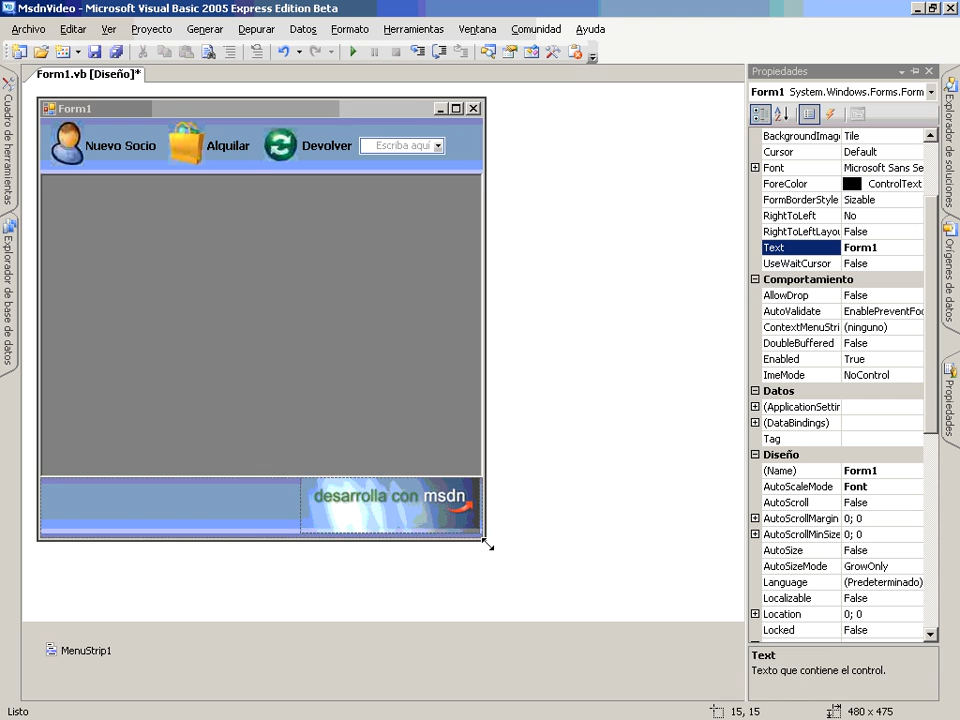 MsdnVideo - Microsoft Visual Basic 2005 Express Edition Beta
Archivo Editar Ver Proyecto Generar Depurar Datos Formato Herramientas Ventana Comunidad Ayuda
Form1.vb [Diseño]*
Cuadro de herramientas
Explorador de base de datos
Form1
Nuevo Socio Alquilar Devolver Escriba aquí
desarrolla con msdn
MenuStrip1
Propiedades
Form1 System.Windows.Forms.Form
BackgroundImag Tile
Cursor Default
Font Microsoft Sans Se
ForeColor ControlText
FormBorderStyle Sizable
RightToLeft No
RightToLeftLayou False
Text Form1
UseWaitCursor False
Comportamiento
AllowDrop False
AutoValidate EnablePreventFoc
ContextMenuStri (ninguno)
DoubleBuffered False
Enabled True
ImeMode NoControl
Datos
(ApplicationSettin
(DataBindings)
Tag
Diseño
(Name) Form1
AutoScaleMode Font
AutoScroll False
AutoScrollMargin 0; 0
AutoScrollMinSize 0; 0
AutoSize False
AutoSizeMode GrowOnly
Language (Predeterminado)
Localizable False
Location 0; 0
Locked False
Text
Texto que contiene el control.
Explorador de soluciones
Orígenes de datos
Propiedades
Listo 15, 15 480 x 475